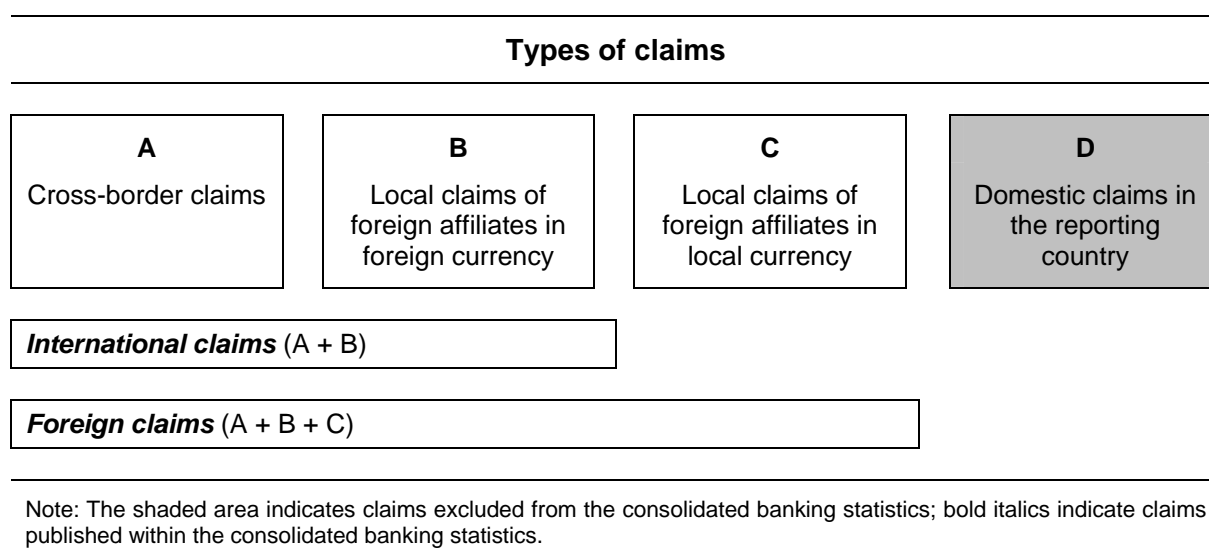 Types of claims
A
Cross-border claims
B
Local claims of
foreign affiliates in
foreign currency
C
Local claims of
foreign affiliates in
local currency
D
Domestic claims in
the reporting
country
International claims (A + B)
Foreign claims (A + B + C)
Note: The shaded area indicates claims excluded from the consolidated banking statistics; bold italics indicate claims
published within the consolidated banking statistics.